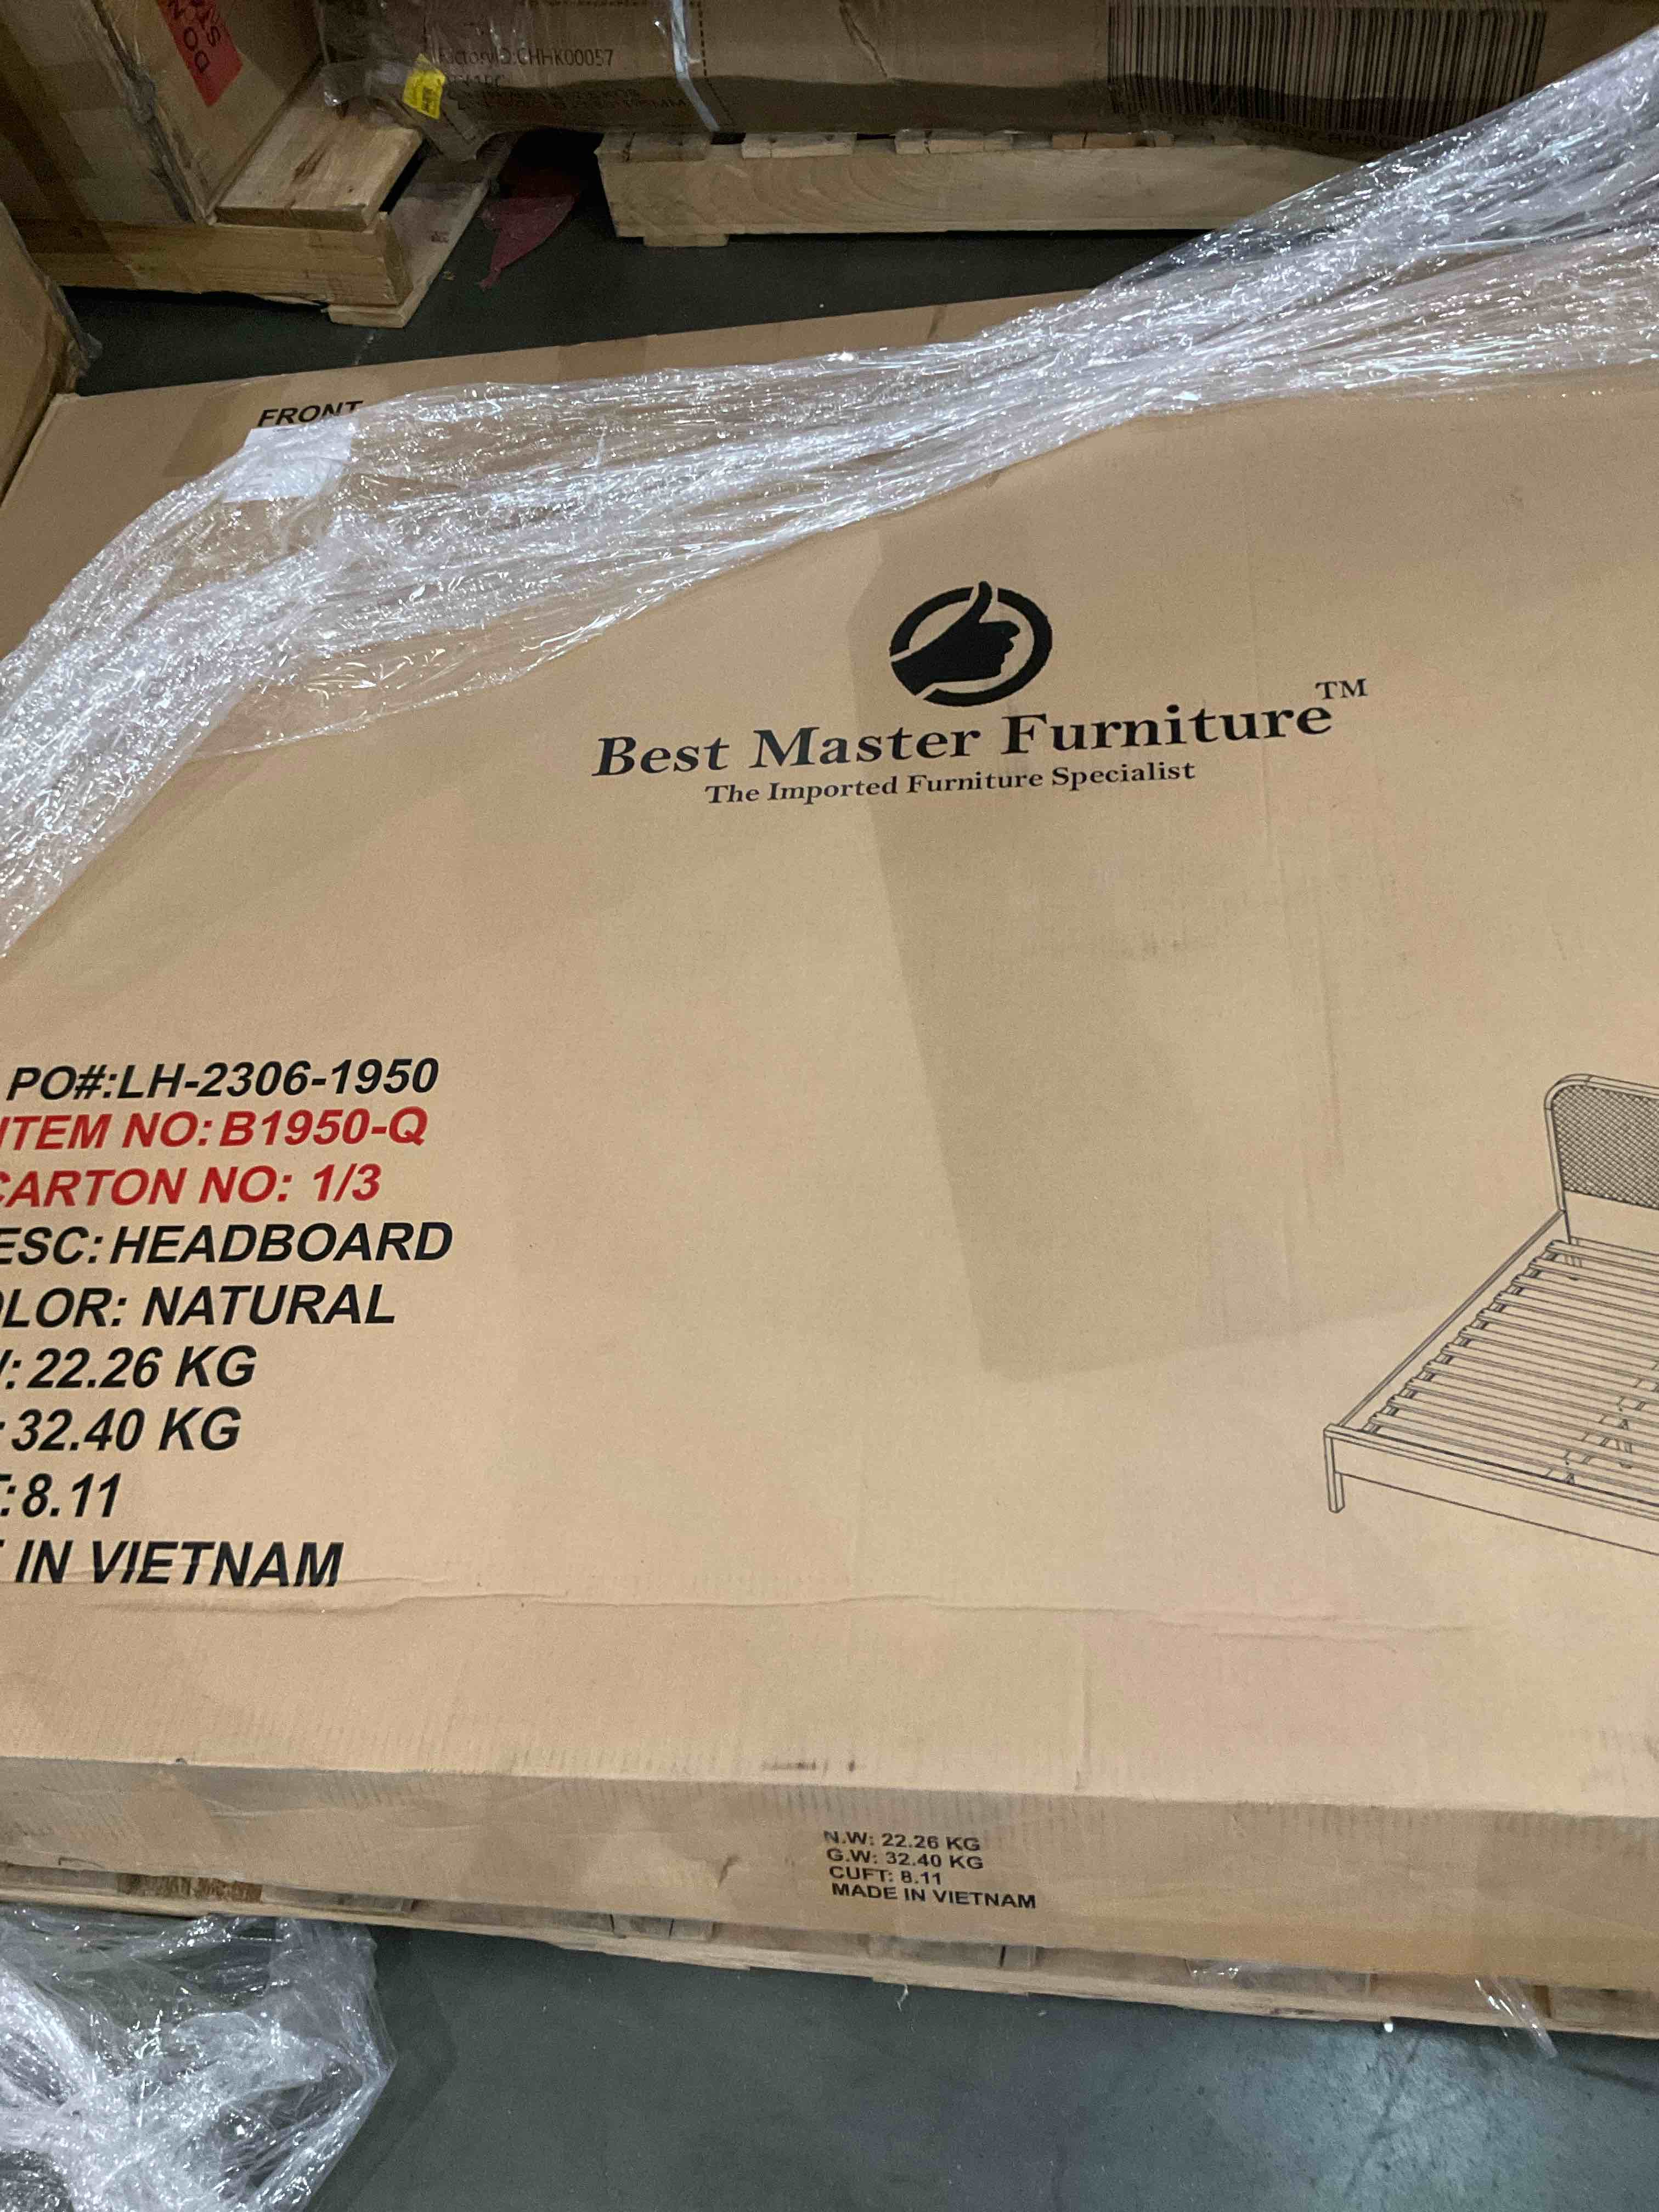 CHHK00057
FRONT
Best Master Furniture™
The Imported Furniture Specialist
PO#:LH-2306-1950
ITEM NO: B1950-Q
CARTON NO: 1/3
ESC: HEADBOARD
OLOR: NATURAL
: 22.26 KG
: 32.40 KG
: 8.11
IN VIETNAM
N.W: 22.26 KG
G.W: 32.40 KG
CUFT: 8.11
MADE IN VIETNAM